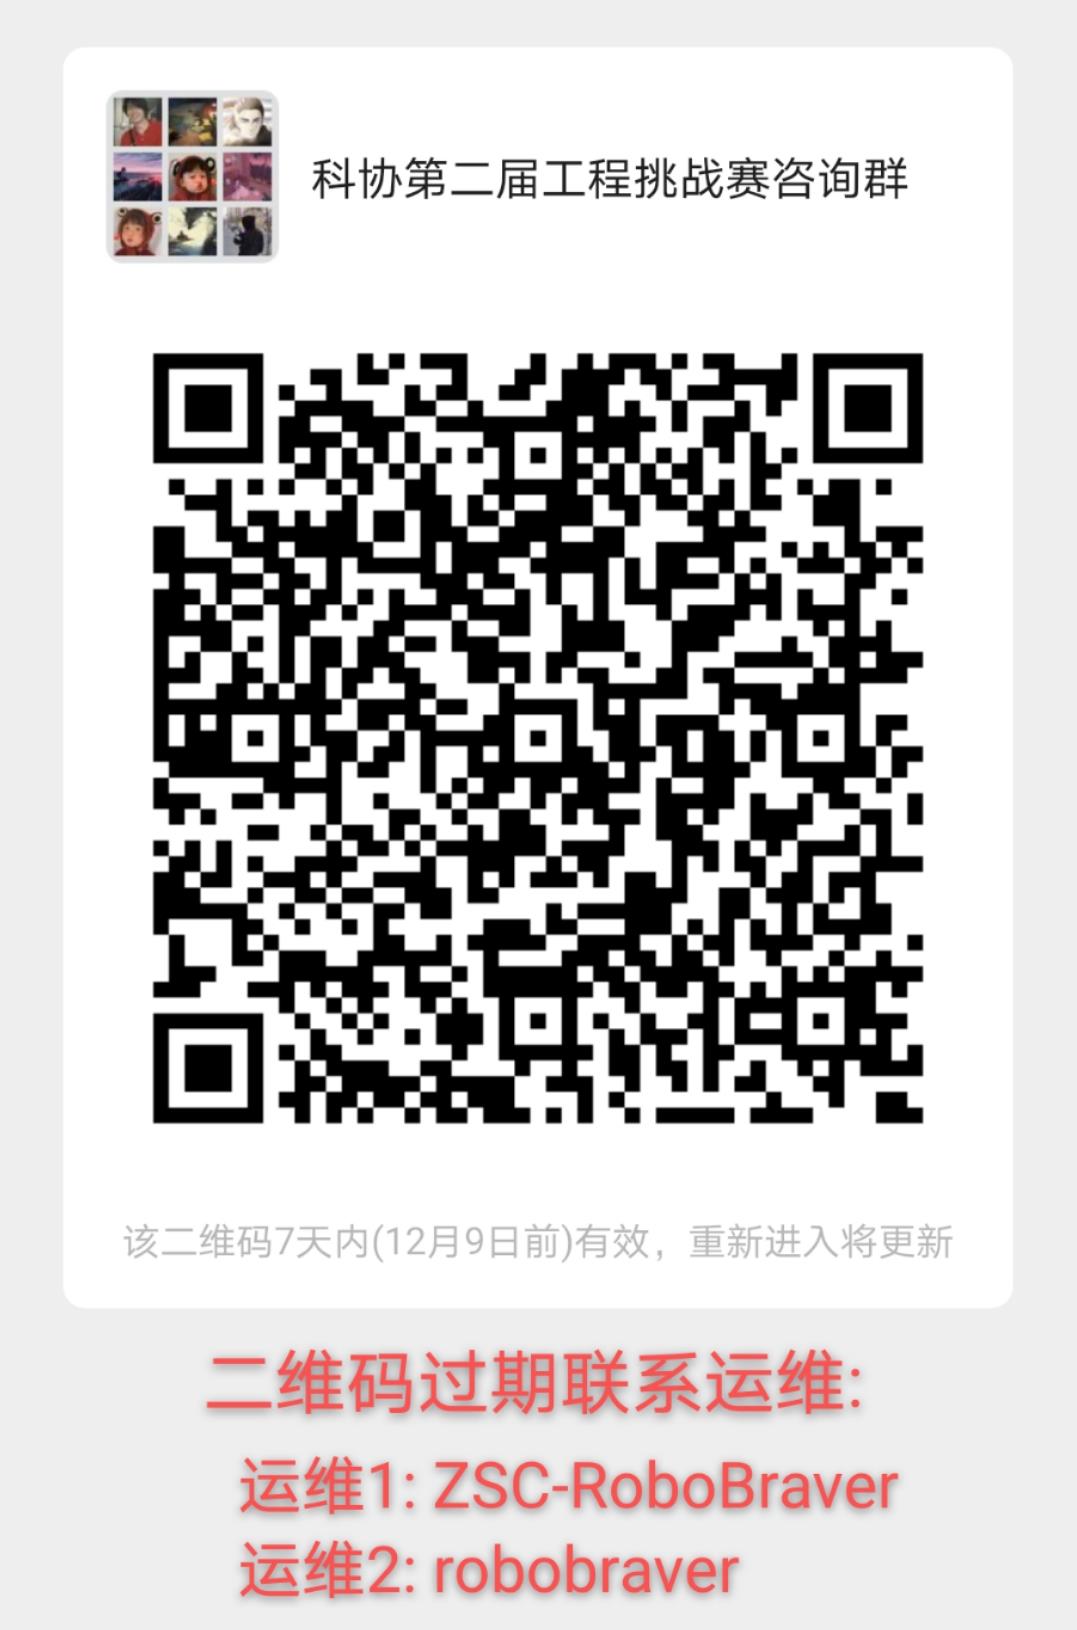 科协第二届工程挑战赛咨询群
该二维码7天内(12月9日前)有效，重新进入将更新
二维码过期联系运维:
运维1: ZSC-RoboBraver
运维2: robobraver